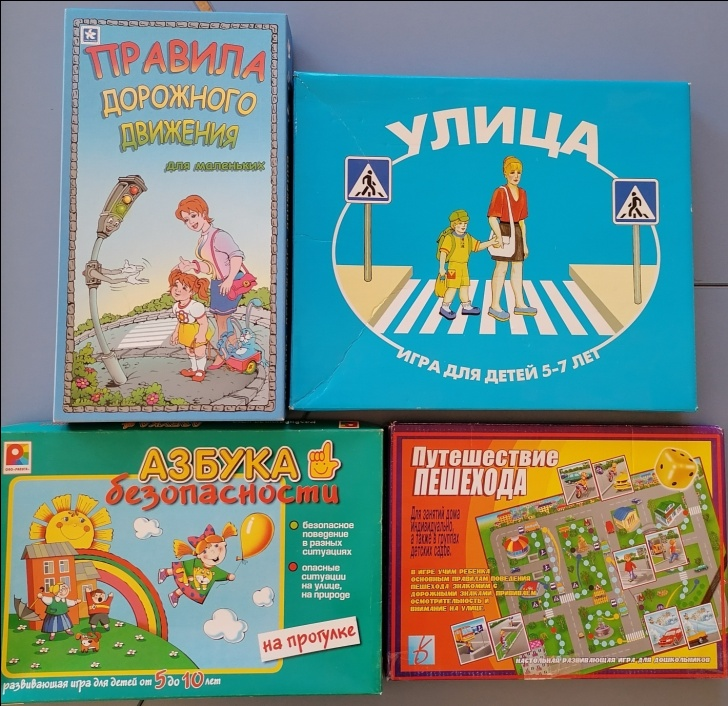 ПРАВИЛА
ДОРОЖНОГО
ДВИЖЕНИЯ
для маленьких
УЛИЦА
ИГРА ДЛЯ ДЕТЕЙ 5-7 ЛЕТ
АЗБУКА
безопасности
безопасное
поведение
в разных
ситуациях
опасные
ситуации
на улице,
на природе
на прогулке
развивающая игра для детей от 5 до 10 лет
Путешествие
ПЕШЕХОДА
Для занятий дома
индивидуально,
а также в группах
детских садов.
В ИГРЕ УЧИМ РЕБЕНКА
ОСНОВНЫМ ПРАВИЛАМ ПОВЕДЕНИЯ
ПЕШЕХОДА ЗНАКОМИМ С
ДОРОЖНЫМИ ЗНАКАМИ ПРИВИВАЕМ
ОСМОТРИТЕЛЬНОСТЬ И
ВНИМАНИЕ НА УЛИЦЕ
НАСТОЛЬНАЯ РАЗВИВАЮЩАЯ ИГРА ДЛЯ ДОШКОЛЬНИКОВ